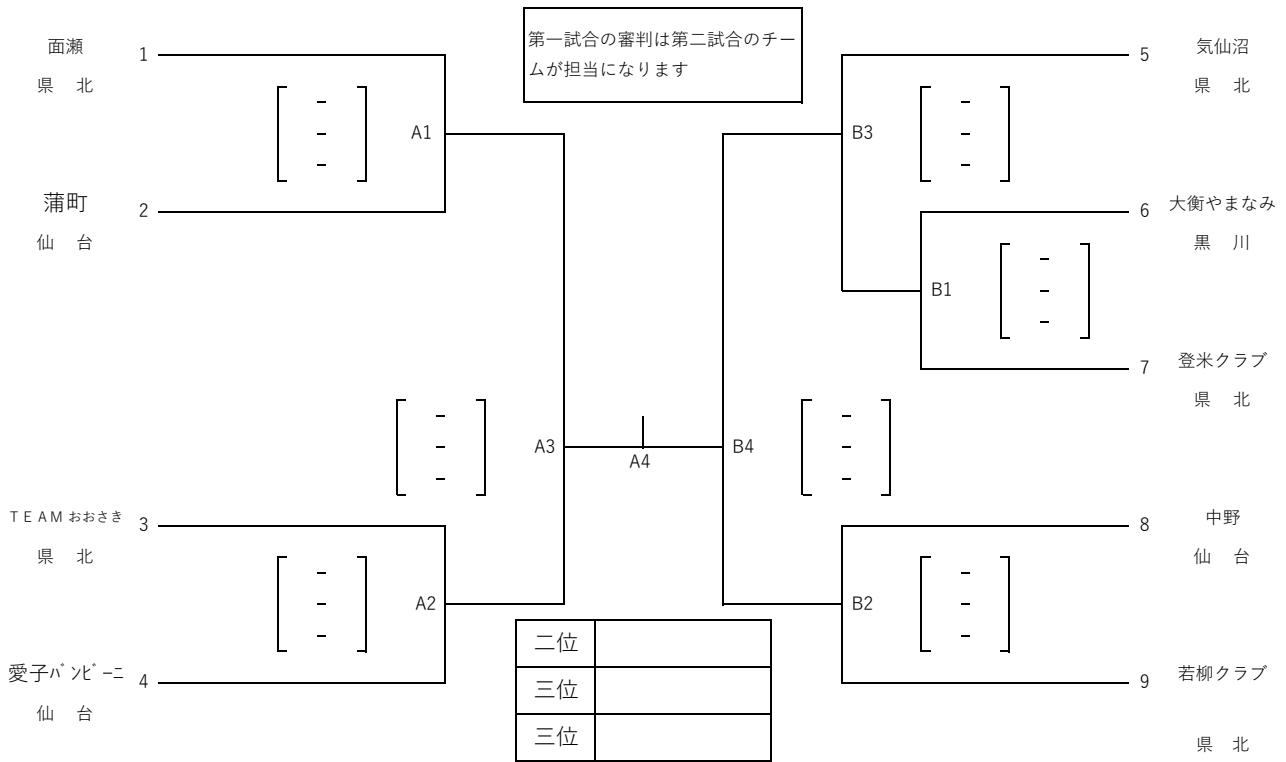 第一試合の審判は第二試合のチー
ムが担当になります
面瀬
1
県 北
A1
蒲町
2
仙 台
TEAMおおさき
3
県 北
A2
愛子ﾊﾞﾝﾋﾞｰﾆ
4
仙 台
A3
A4
B4
5
気仙沼
県 北
B3
6
大衡やまなみ
黒 川
B1
7
登米クラブ
県 北
8
中野
仙 台
B2
9
若柳クラブ
県 北
[ - - - ]
[ - - - ]
[ - - - ]
[ - - - ]
[ - - - ]
[ - - - ]
[ - - - ]
二位
三位
三位